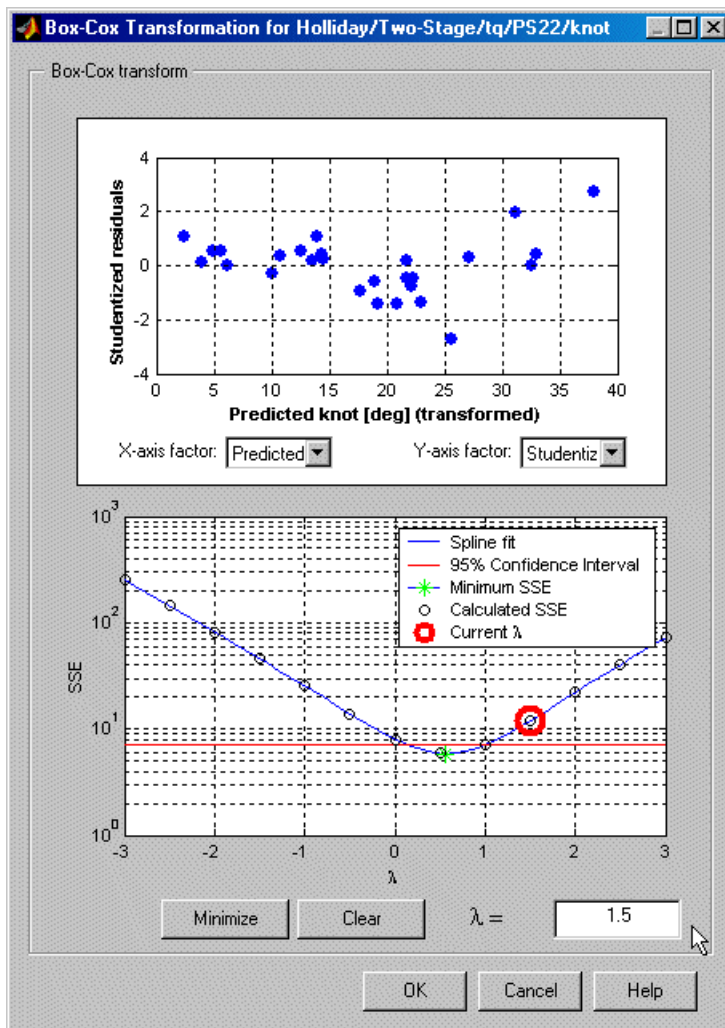 Box-Cox Transformation for Holliday/Two-Stage/tq/PS22/knot
Box-Cox transform
Studentized residuals
4
2
0
-2
-4
0 5 10 15 20 25 30 35 40
Predicted knot [deg] (transformed)
X-axis factor: Predicted Y-axis factor: Studentiz
SSE
10^3
10^2
10^1
10^0
Spline fit
95% Confidence Interval
Minimum SSE
Calculated SSE
Current λ
-3 -2 -1 0 1 2 3
λ
Minimize Clear λ = 1.5
OK Cancel Help